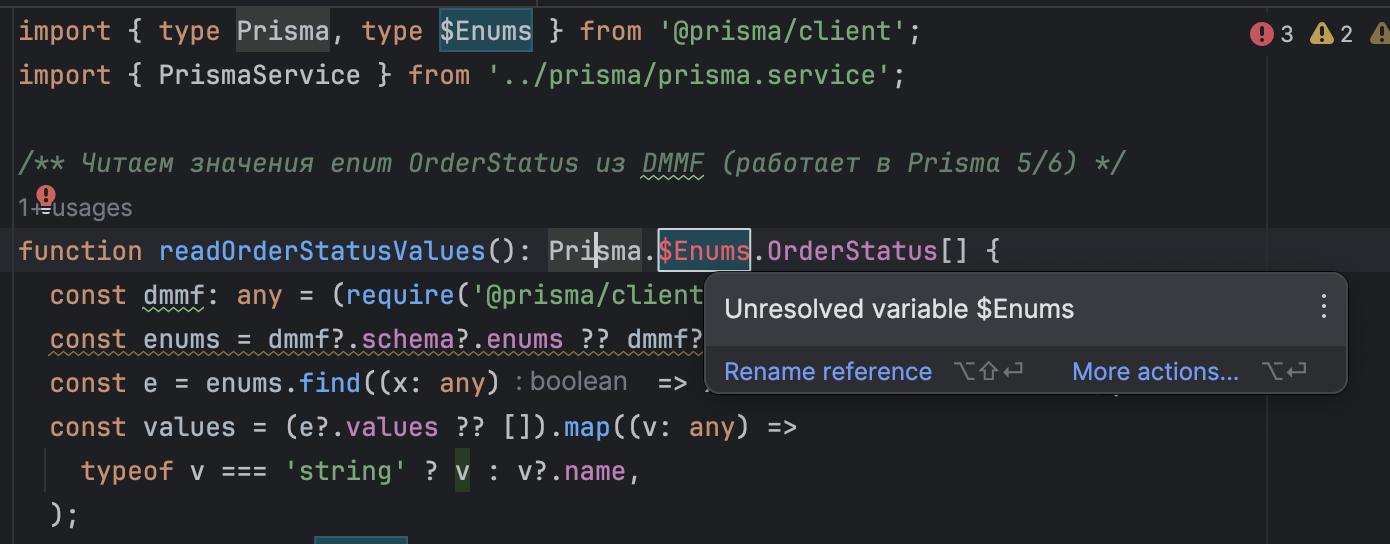 import { type Prisma, type $Enums } from '@prisma/client';
3 2
import { PrismaService } from '../prisma/prisma.service';
/** Читаем значения enum OrderStatus из DMMF (работает в Prisma 5/6) */
1+ usages
function readOrderStatusValues(): Prisma.$Enums.OrderStatus[] {
const dmmf: any = (require('@prisma/client
Unresolved variable $Enums
const enums = dmmf?.schema?.enums ?? dmmf?
Rename reference ⌥⇧⏎ More actions... ⌥⏎
const e = enums.find((x: any) : boolean =>
const values = (e?.values ?? []).map((v: any) =>
typeof v === 'string' ? v : v?.name,
);